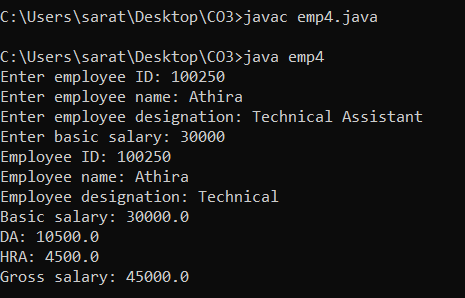 C:\Users\sarat\Desktop\CO3>javac emp4.java
C:\Users\sarat\Desktop\CO3>java emp4
Enter employee ID: 100250
Enter employee name: Athira
Enter employee designation: Technical Assistant
Enter basic salary: 30000
Employee ID: 100250
Employee name: Athira
Employee designation: Technical
Basic salary: 30000.0
DA: 10500.0
HRA: 4500.0
Gross salary: 45000.0